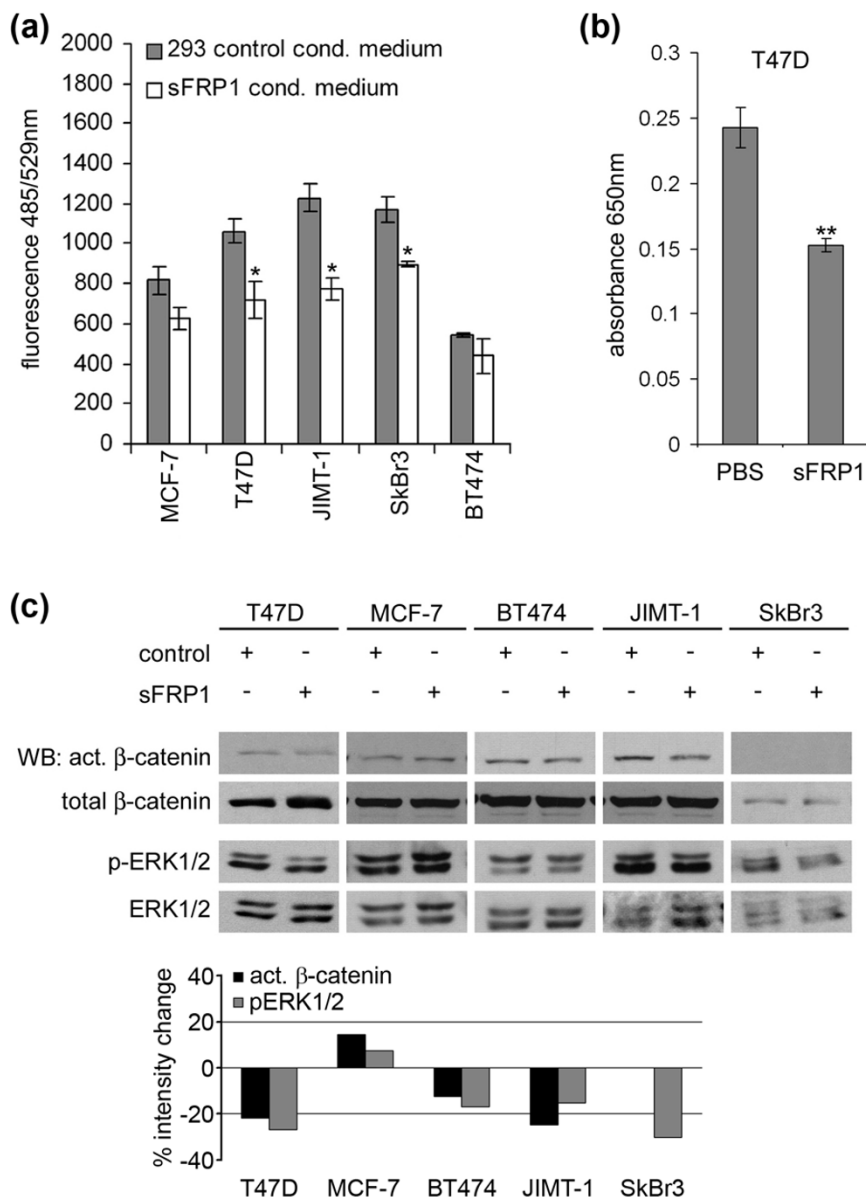 (a)
2000
1800
1600
1400
1200
1000
800
600
400
200
0
fluorescence 485/529nm
293 control cond. medium
sFRP1 cond. medium
*
*
*
MCF-7
T47D
JIMT-1
SkBr3
BT474
(b)
T47D
0.3
0.25
0.2
0.15
0.1
0.05
0
absorbance 650nm
**
PBS sFRP1
(c)
T47D MCF-7 BT474 JIMT-1 SkBr3
control + - + - + - + - + -
sFRP1 - + - + - + - + - +
WB: act. β-catenin
total β-catenin
p-ERK1/2
ERK1/2
40
20
0
-20
-40
% intensity change
act. β-catenin
pERK1/2
T47D MCF-7 BT474 JIMT-1 SkBr3